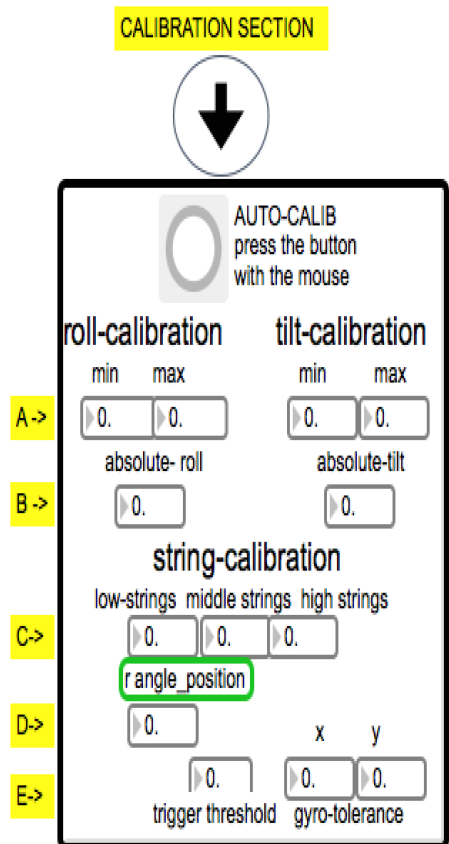 CALIBRATION SECTION
AUTO-CALIB
press the button
with the mouse
roll-calibration tilt-calibration
min max min max
A -> 0. 0. 0. 0.
absolute- roll absolute-tilt
B -> 0. 0.
string-calibration
low-strings middle strings high strings
C-> 0. 0. 0.
r angle_position
D-> 0. x y
E-> 0. 0. 0.
trigger threshold gyro-tolerance